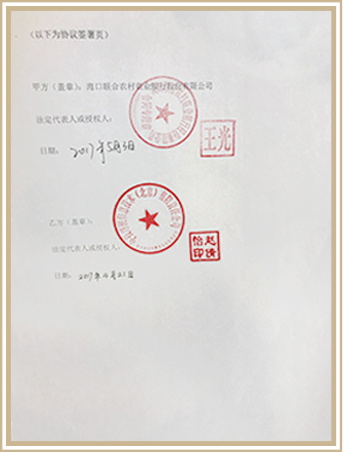 （以下为协议签署页）
甲方（盖章）：海口联合农村商业银行股份有限公司
法定代表人或授权人：
王光
日期：2017年5月3日
（北京）
乙方（盖章）：
法定代表人或授权人：
赵倩
怡印
日期：2017年4月21日